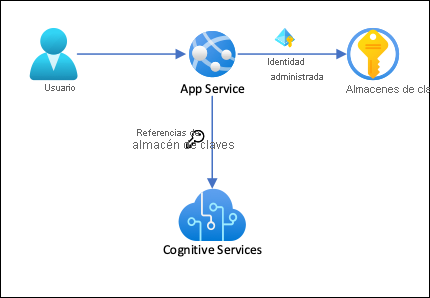 Usuario
App Service
Identidad
administrada
Almacenes de cla
Referencias de
almacén de claves
Cognitive Services